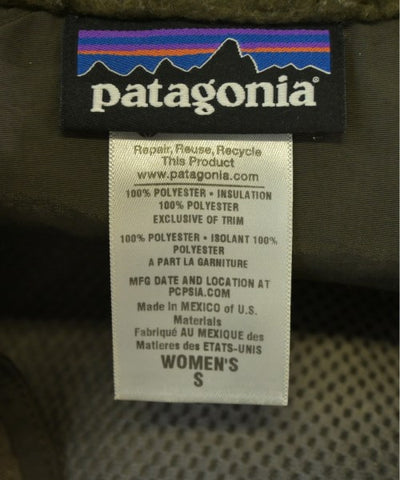 patagonia®
Repair, Reuse, Recycle
This Product
www.patagonia.com
100% POLYESTER • INSULATION
100% POLYESTER
EXCLUSIVE OF TRIM
100% POLYESTER • ISOLANT 100%
POLYESTER
A PART LA GARNITURE
MFG DATE AND LOCATION AT
PCPSIA.COM
Made in MEXICO of U.S.
Materials
Fabriqué AU MEXIQUE des
Matieres des ETATS-UNIS
WOMEN'S
S